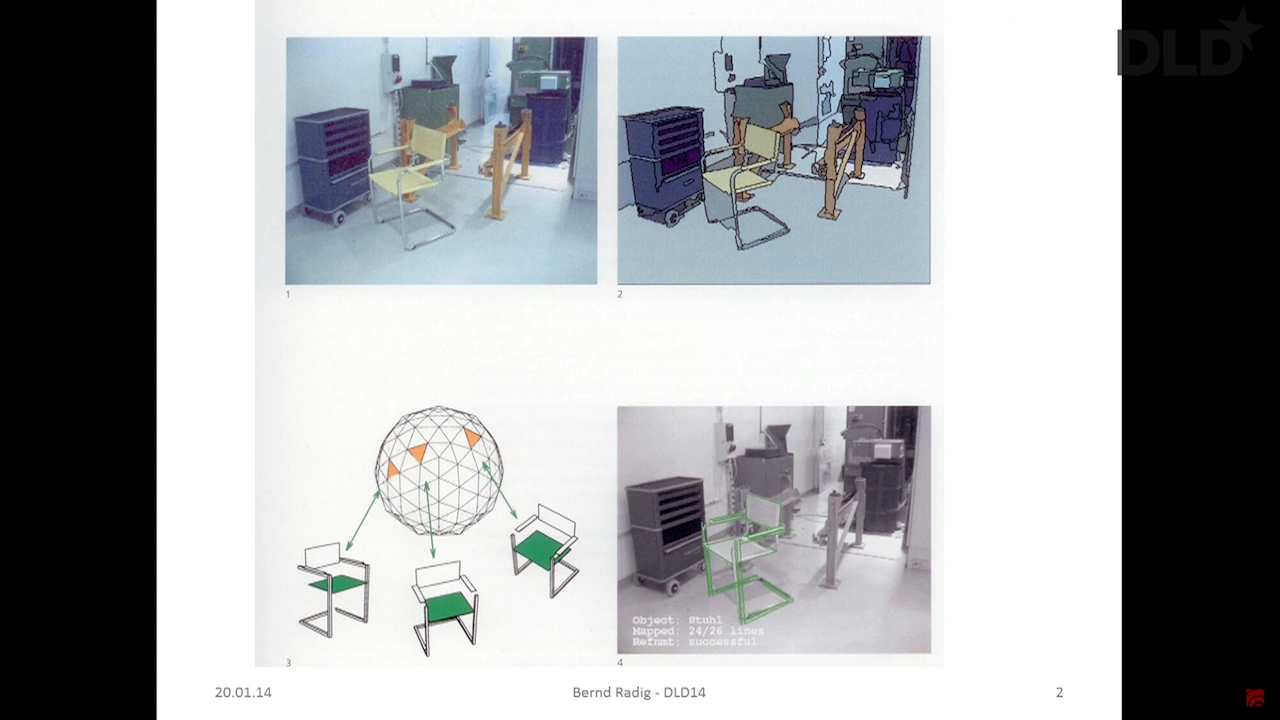 DLD
1
2
3
Object: Stuhl
Mapped: 24/26 lines
Refnmt: successful
4
20.01.14
Bernd Radig - DLD14
2